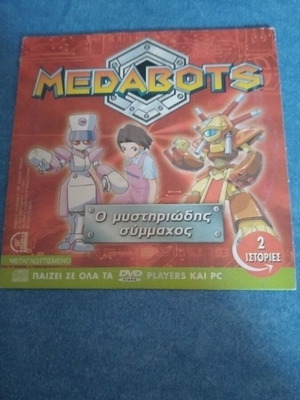 MEDABOTS
Ο μυστηριώδης
σύμμαχος
2
ΙΣΤΟΡΙΕΣ
ΜΕΤΑΓΛΩΤΤΙΣΜΕΝΟ
ΠΑΙΖΕΙ ΣΕ ΟΛΑ ΤΑ DVD PLAYERS ΚΑΙ PC